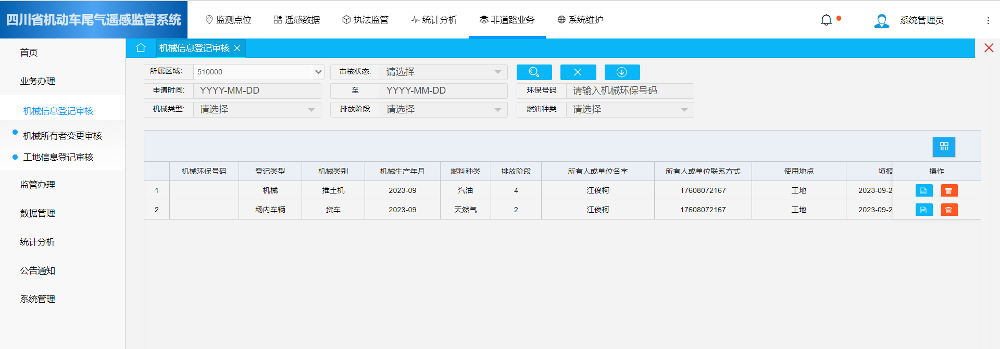 四川省机动车尾气遥感监管系统
监测点位 遥感数据 执法监管 统计分析 非道路业务 系统维护 系统管理员
首页
业务办理
机械信息登记审核
机械所有者变更审核
工地信息登记审核
监管办理
数据管理
统计分析
公告通知
系统管理
机械信息登记审核
所属区域: 510000 审核状态: 请选择
申请时间: YYYY-MM-DD 至 YYYY-MM-DD 环保号码 请输入机械环保号码
机械类型: 请选择 排放阶段 请选择 燃油种类 请选择
机械环保号码 登记类型 机械类别 机械生产年月 燃料种类 排放阶段 所有人或单位名字 所有人或单位联系方式 使用地点 填报 操作
1 机械 推土机 2023-09 汽油 4 江俊柯 17608072167 工地 2023-09-2
2 场内车辆 货车 2023-09 天然气 2 江俊柯 17608072167 工地 2023-09-2